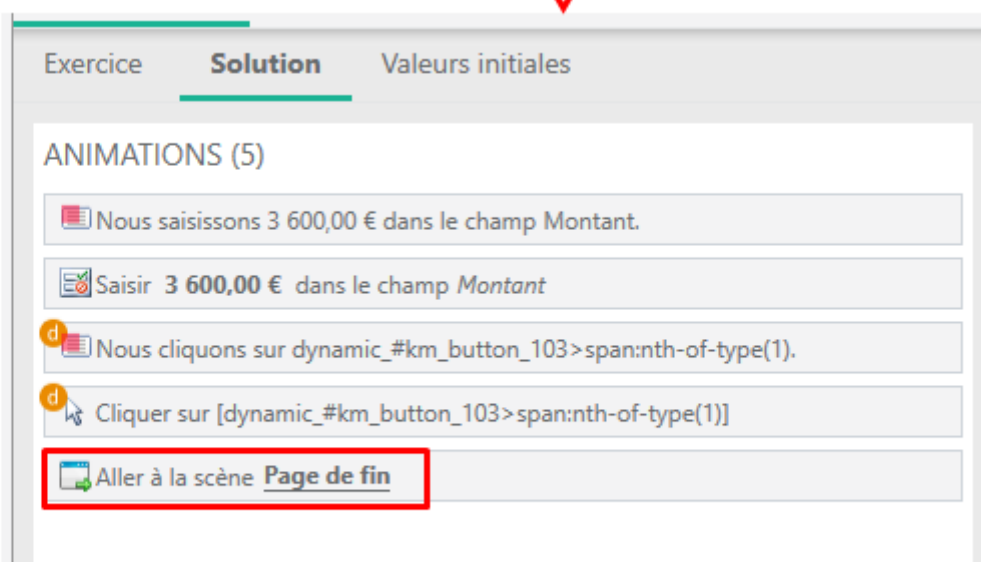 Exercice Solution Valeurs initiales
ANIMATIONS (5)
Nous saisissons 3 600,00 € dans le champ Montant.
Saisir 3 600,00 € dans le champ Montant
d
Nous cliquons sur dynamic_#km_button_103>span:nth-of-type(1).
d
Cliquer sur [dynamic_#km_button_103>span:nth-of-type(1)]
Aller à la scène Page de fin